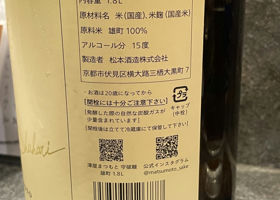 内容量 1.8L
原材料名 米(国産)、米麹(国産米)
原料米 雄町 100%
アルコール分 15度
製造者 松本酒造株式会社
京都市伏見区横大路三栖大黒町7
お酒は20歳になってから
【開栓には十分ご注意下さい】
発酵した際の自然な炭酸ガスが
少量含まれています。
開栓後は立てて冷蔵庫にて保管して下さい。
キャップ
(中栓)
澤屋まつもと 守破離
雄町 1.8L
公式インスタグラム
@matsumoto_sake